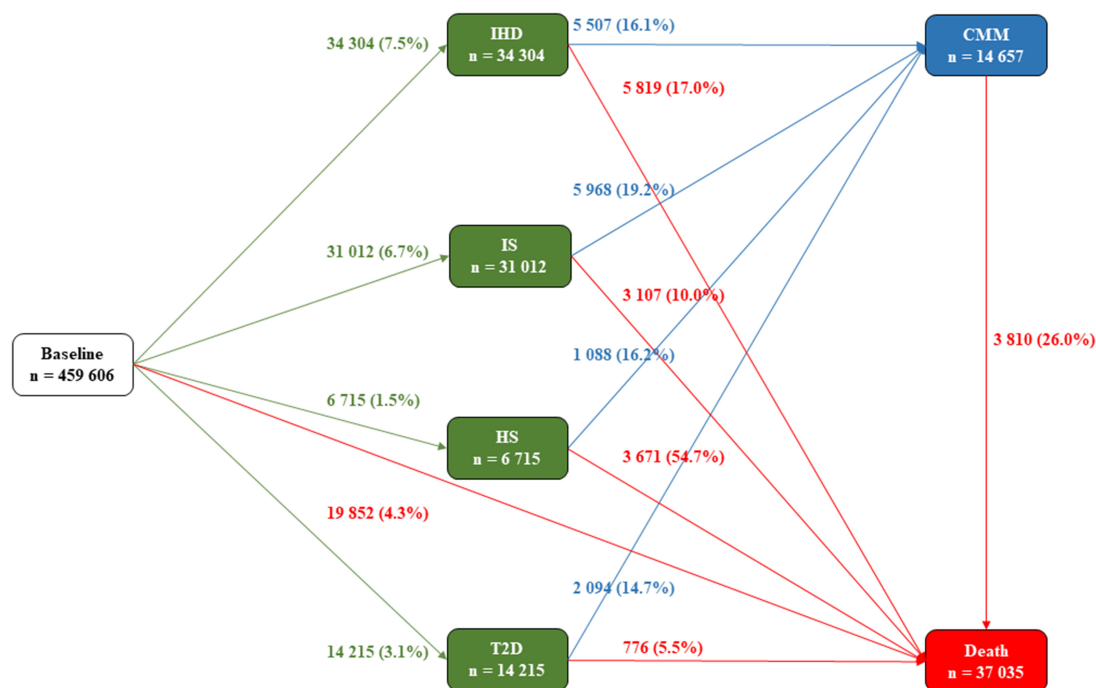 34 304 (7.5%)
IHD
n = 34 304
5 507 (16.1%)
CMM
n = 14 657
5 819 (17.0%)
5 968 (19.2%)
31 012 (6.7%)
IS
n = 31 012
3 107 (10.0%)
3 810 (26.0%)
Baseline
n = 459 606
1 088 (16.2%)
6 715 (1.5%)
HS
n = 6 715
3 671 (54.7%)
19 852 (4.3%)
2 094 (14.7%)
14 215 (3.1%)
T2D
n = 14 215
776 (5.5%)
Death
n = 37 035